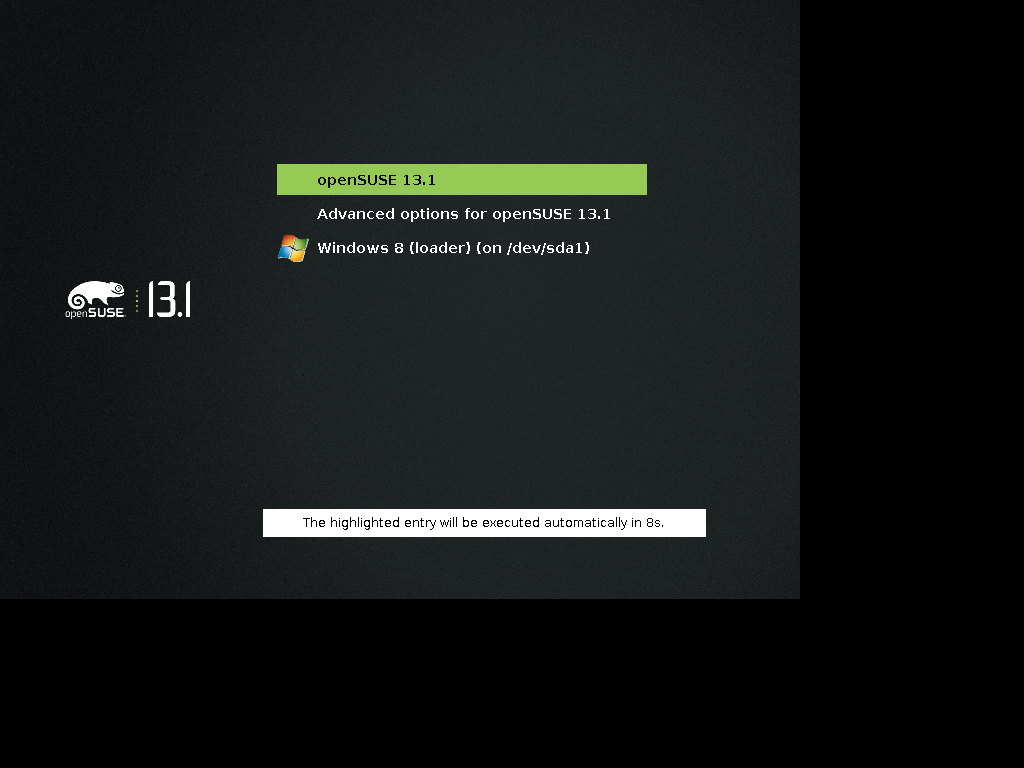 openSUSE 13.1
Advanced options for openSUSE 13.1
Windows 8 (loader) (on /dev/sda1)
openSUSE 13.1
The highlighted entry will be executed automatically in 8s.